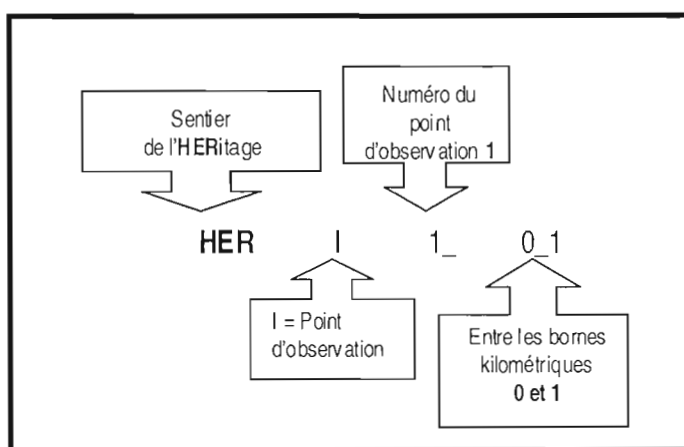 Sentier
de l'HERitage
Numéro du
point
d'observation 1
HER I 1_ 0_1
I = Point
d'observation
Entre les bornes
kilométriques
0 et 1